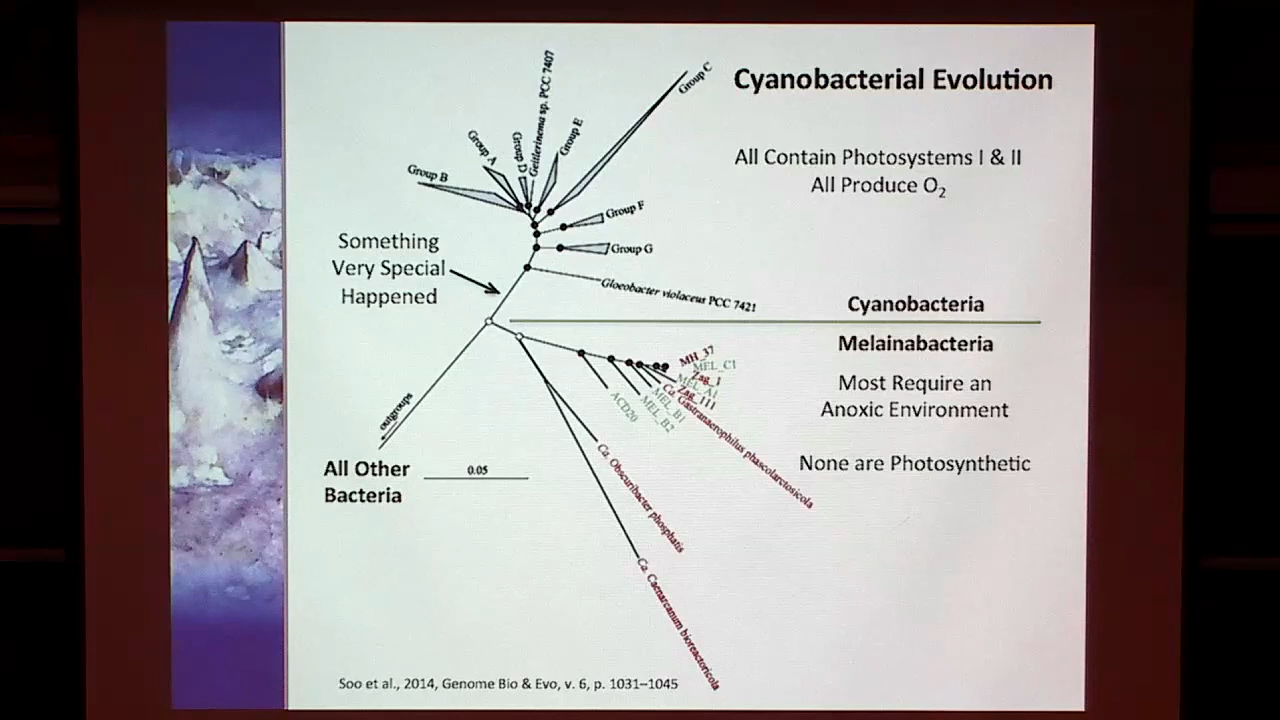 Cyanobacterial Evolution
All Contain Photosystems I & II
All Produce O₂
Group B
Group A
Group D
Geitlerinema sp. PCC 7407
Group E
Group C
Group F
Group G
Gloeobacter violaceus PCC 7421
Something
Very Special
Happened
Cyanobacteria
Melainabacteria
Most Require an
Anoxic Environment
None are Photosynthetic
MH_37
MEL_C1
Zag_1
MEL_A1
Zag_111
Ca. Gastranaerophilus phascolarctosicola
MEL_B1
MEL_B2
ACD20
Ca. Obscuribacter phosphatis
Ca. Caenarcanum bioreactoricola
outgroups
All Other
Bacteria
0.05
Soo et al., 2014, Genome Bio & Evo, v. 6, p. 1031–1045